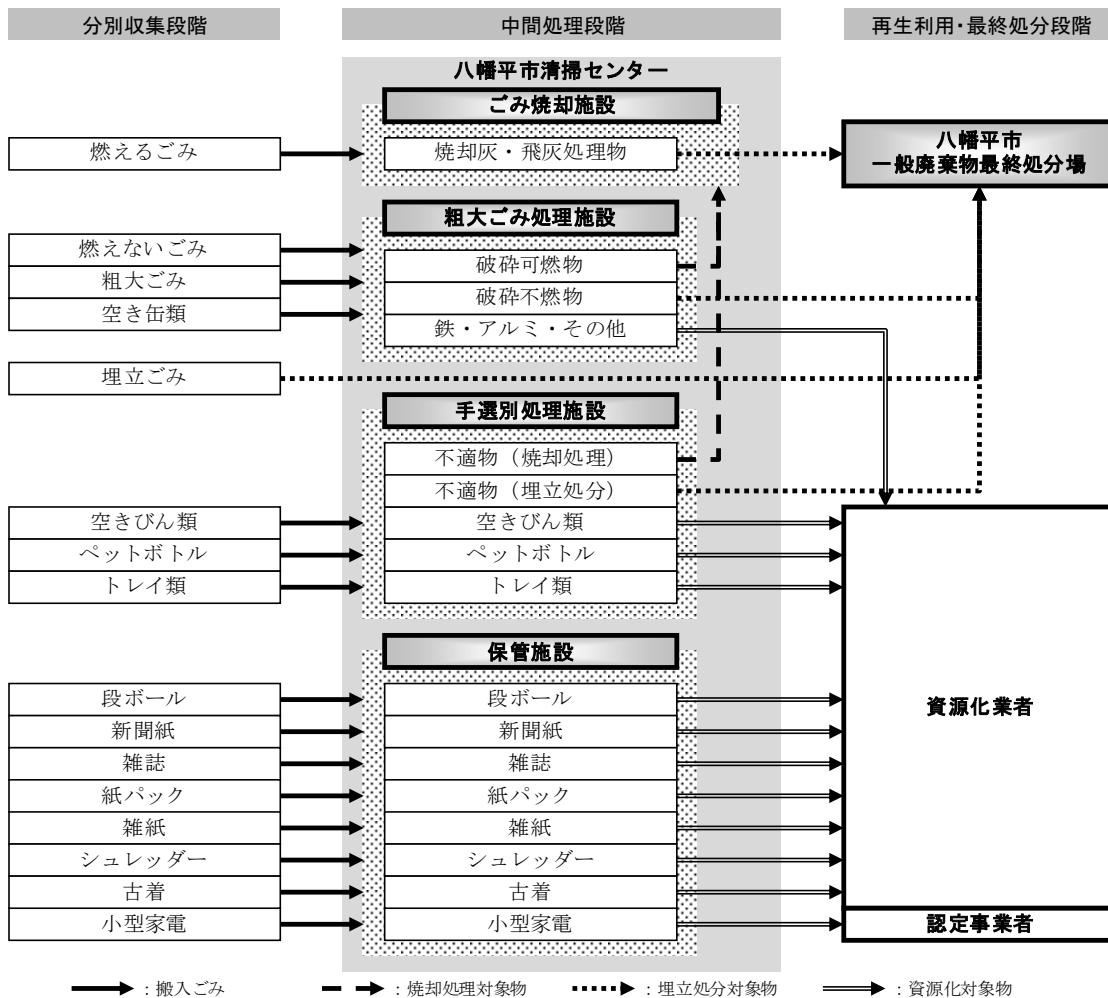 分別収集段階
中間処理段階
再生利用・最終処分段階
八幡平市清掃センター
ごみ焼却施設
燃えるごみ
焼却灰・飛灰処理物
八幡平市
一般廃棄物最終処分場
粗大ごみ処理施設
燃えないごみ
粗大ごみ
空き缶類
破砕可燃物
破砕不燃物
鉄・アルミ・その他
埋立ごみ
手選別処理施設
不適物（焼却処理）
不適物（埋立処分）
空きびん類
空きびん類
ペットボトル
ペットボトル
トレイ類
トレイ類
保管施設
段ボール
段ボール
新聞紙
新聞紙
資源化業者
雑誌
雑誌
紙パック
紙パック
雑紙
雑紙
シュレッダー
シュレッダー
古着
古着
小型家電
小型家電
認定事業者
：搬入ごみ
：焼却処理対象物
：埋立処分対象物
：資源化対象物